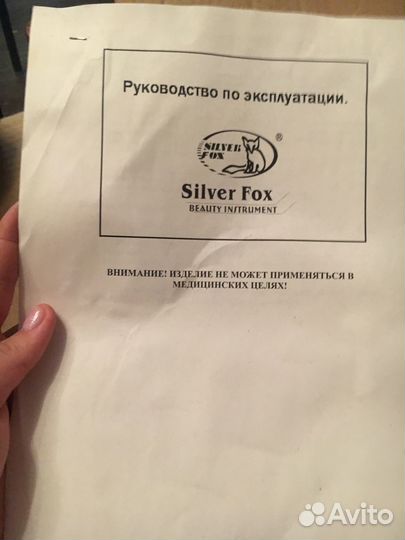 Руководство по эксплуатации.
SILVER
FOX
®
Silver Fox
BEAUTY INSTRUMENT
ВНИМАНИЕ! ИЗДЕЛИЕ НЕ МОЖЕТ ПРИМЕНЯТЬСЯ В
МЕДИЦИНСКИХ ЦЕЛЯХ!
Avito